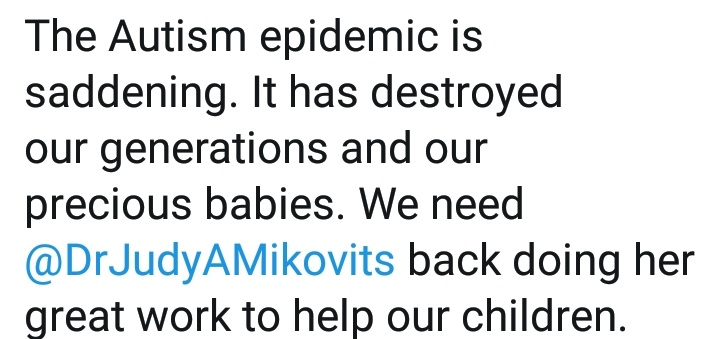 The Autism epidemic is
saddening. It has destroyed
our generations and our
precious babies. We need
@DrJudyAMikovits back doing her
great work to help our children.